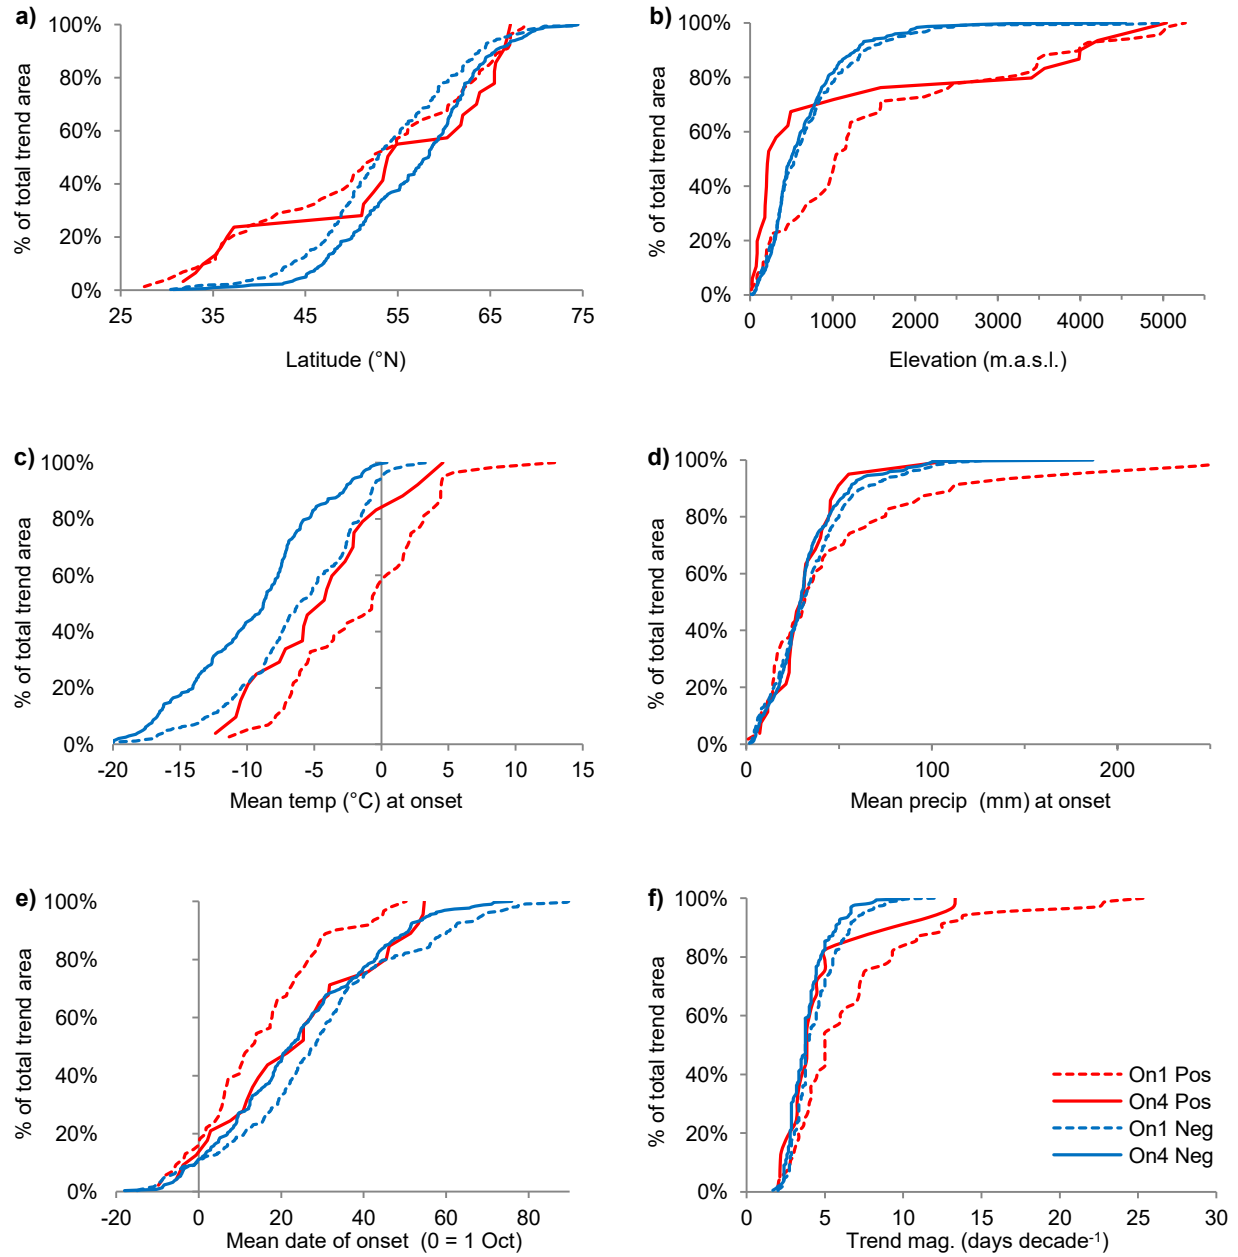 a)
% of total trend area
100%
80%
60%
40%
20%
0%
25 35 45 55 65 75
Latitude (°N)
b)
% of total trend area
100%
80%
60%
40%
20%
0%
0 1000 2000 3000 4000 5000
Elevation (m.a.s.l.)
c)
% of total trend area
100%
80%
60%
40%
20%
0%
-20 -15 -10 -5 0 5 10 15
Mean temp (°C) at onset
d)
% of total trend area
100%
80%
60%
40%
20%
0%
0 100 200
Mean precip (mm) at onset
e)
% of total trend area
100%
80%
60%
40%
20%
0%
-20 0 20 40 60 80
Mean date of onset (0 = 1 Oct)
f)
% of total trend area
100%
80%
60%
40%
20%
0%
0 5 10 15 20 25 30
Trend mag. (days decade⁻¹)
On1 Pos
On4 Pos
On1 Neg
On4 Neg